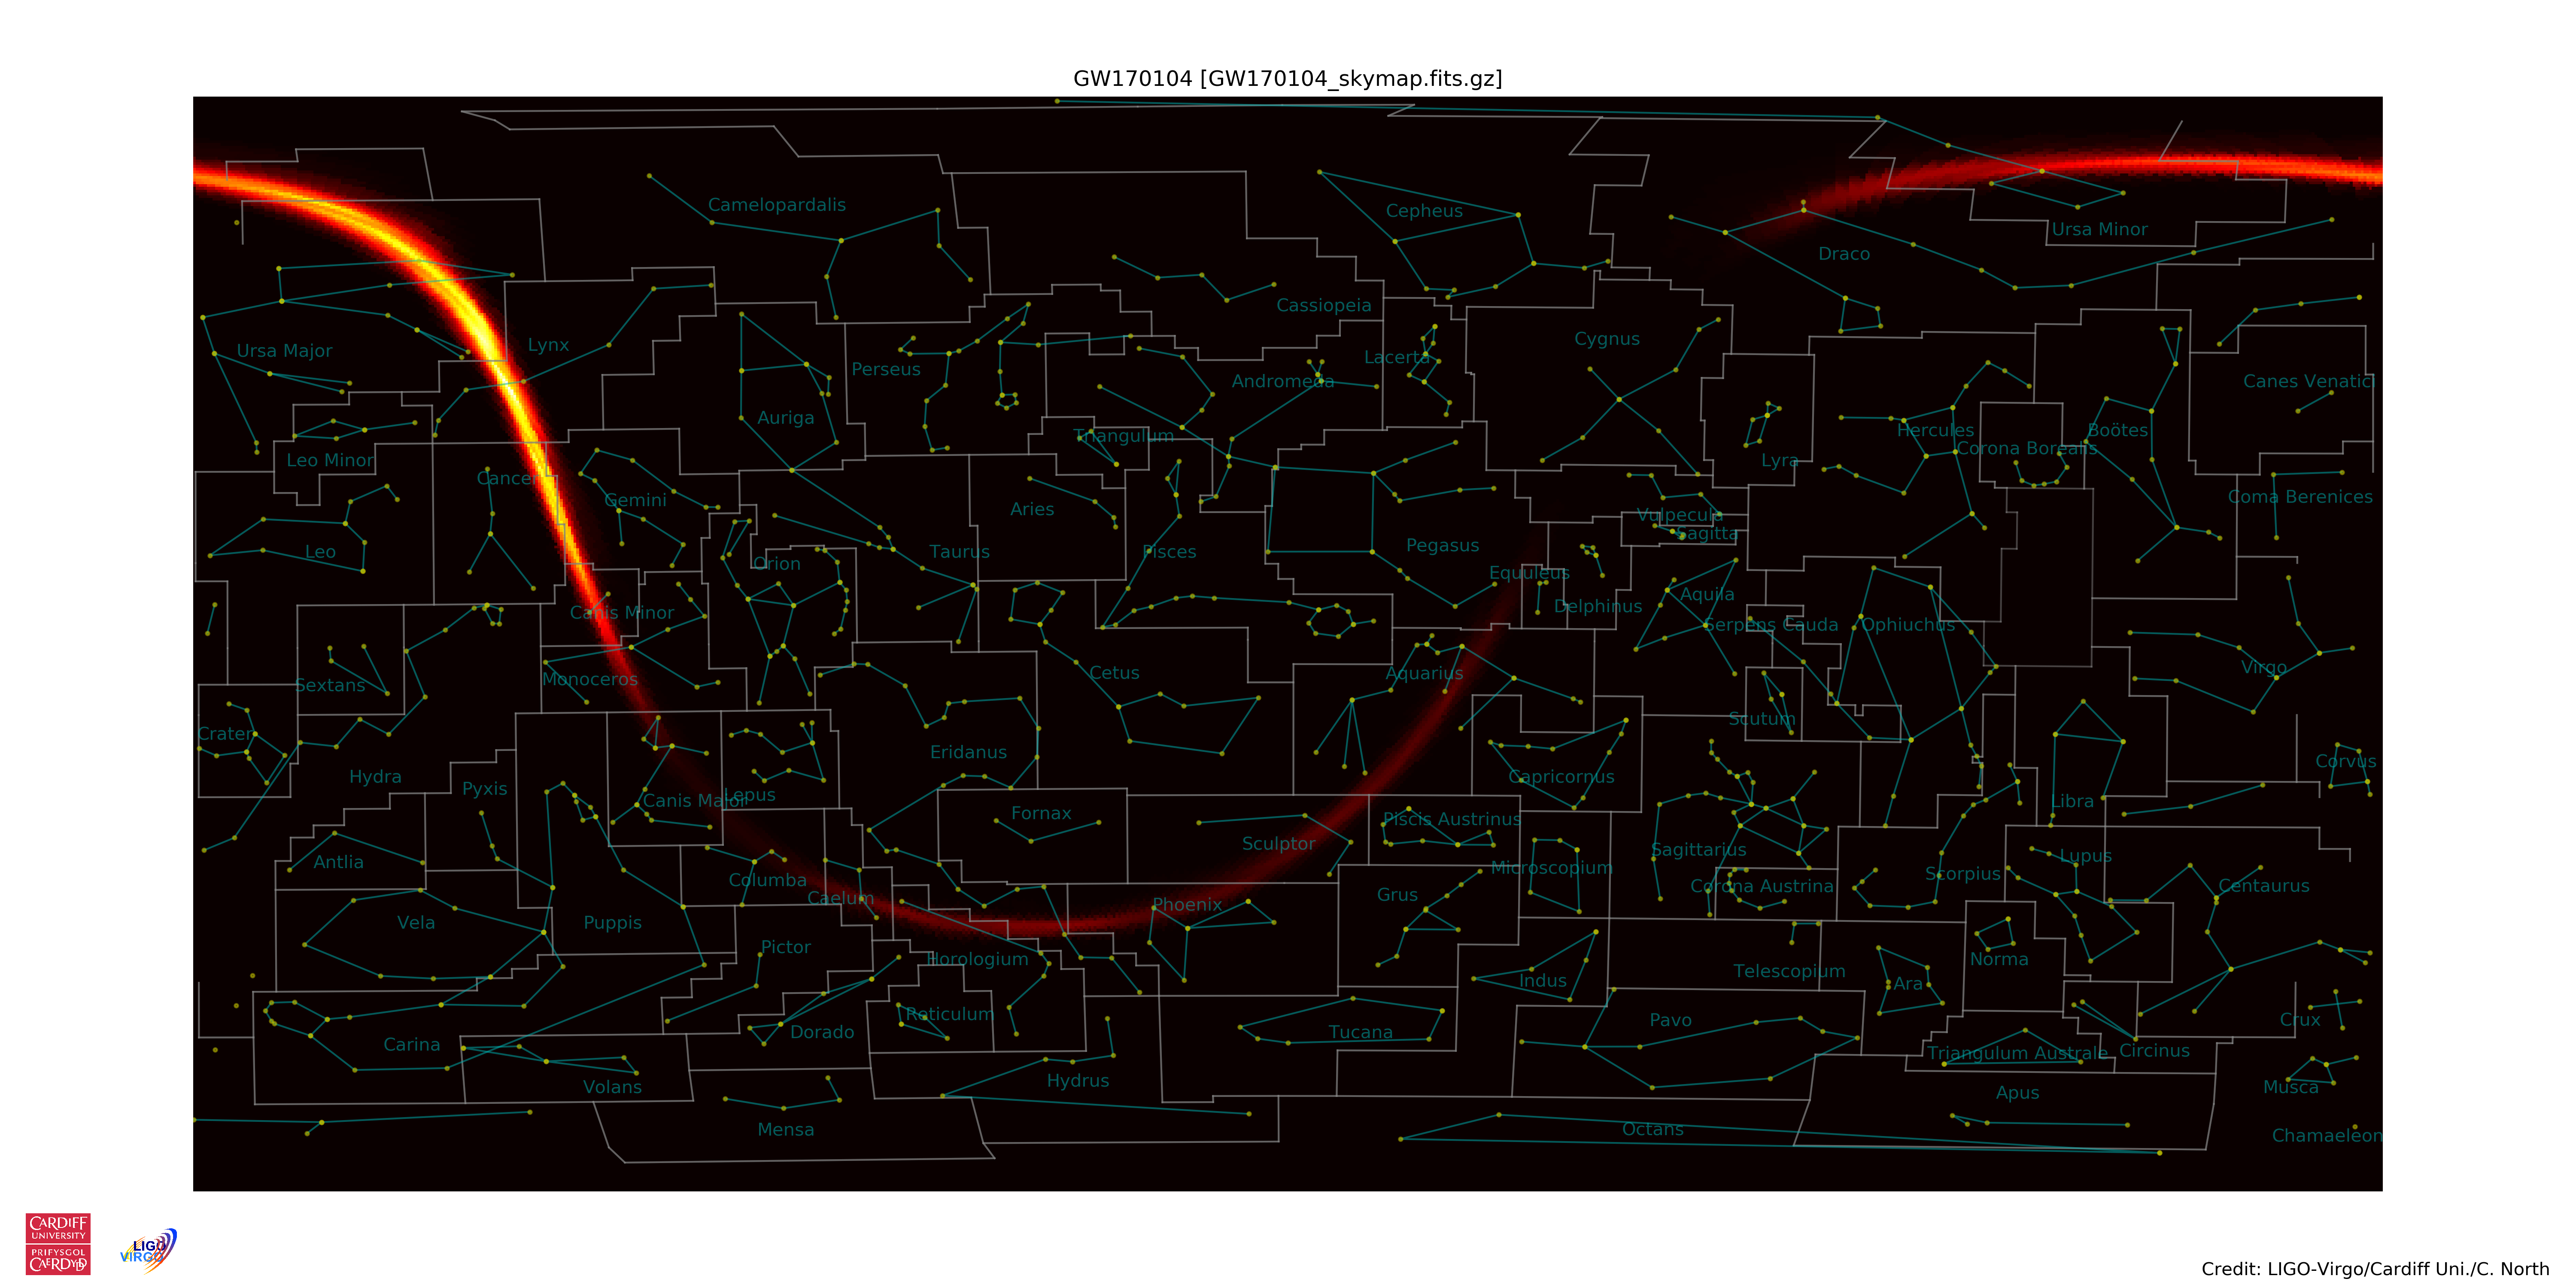 GW170104 [GW170104_skymap.fits.gz]
Camelopardalis
Cepheus
Ursa Minor
Draco
Cassiopeia
Cygnus
Lynx
Ursa Major
Lacerta
Perseus
Andromeda
Canes Venatici
Auriga
Hercules
Boötes
Triangulum
Corona Borealis
Leo Minor
Lyra
Cancer
Gemini
Coma Berenices
Aries
Vulpecula
Sagitta
Pegasus
Leo
Taurus
Pisces
Orion
Equuleus
Aquila
Delphinus
Canis Minor
Serpens Cauda
Ophiuchus
Virgo
Cetus
Aquarius
Monoceros
Sextans
Scutum
Crater
Eridanus
Corvus
Hydra
Capricornus
Pyxis
Lepus
Canis Major
Libra
Fornax
Piscis Austrinus
Sculptor
Sagittarius
Lupus
Antlia
Microscopium
Scorpius
Columba
Corona Austrina
Centaurus
Grus
Caelum
Phoenix
Vela
Puppis
Pictor
Horologium
Norma
Telescopium
Indus
Ara
Reticulum
Pavo
Crux
Dorado
Tucana
Carina
Circinus
Triangulum Australe
Hydrus
Volans
Musca
Apus
Mensa
Octans
Chamaeleon
CARDIFF
UNIVERSITY
PRIFYSGOL
CAERDYDD
LIGO
VIRGO
Credit: LIGO-Virgo/Cardiff Uni./C. North